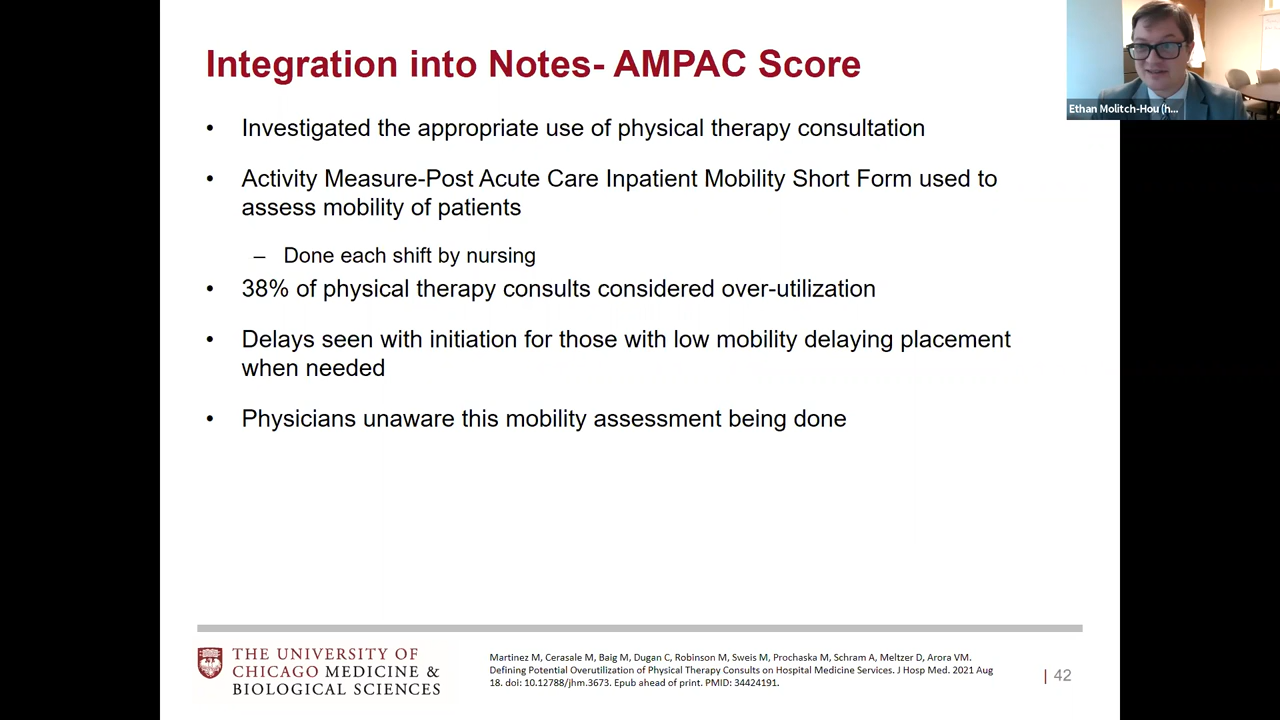 Integration into Notes- AMPAC Score
Ethan Molitch-Hou (h...
• Investigated the appropriate use of physical therapy consultation
• Activity Measure-Post Acute Care Inpatient Mobility Short Form used to
assess mobility of patients
– Done each shift by nursing
• 38% of physical therapy consults considered over-utilization
• Delays seen with initiation for those with low mobility delaying placement
when needed
• Physicians unaware this mobility assessment being done
THE UNIVERSITY OF
CHICAGO MEDICINE &
BIOLOGICAL SCIENCES
Martinez M, Cerasale M, Baig M, Dugan C, Robinson M, Sweis M, Prochaska M, Schram A, Meltzer D, Arora VM.
Defining Potential Overutilization of Physical Therapy Consults on Hospital Medicine Services. J Hosp Med. 2021 Aug
18. doi: 10.12788/jhm.3673. Epub ahead of print. PMID: 34424191.
| 42